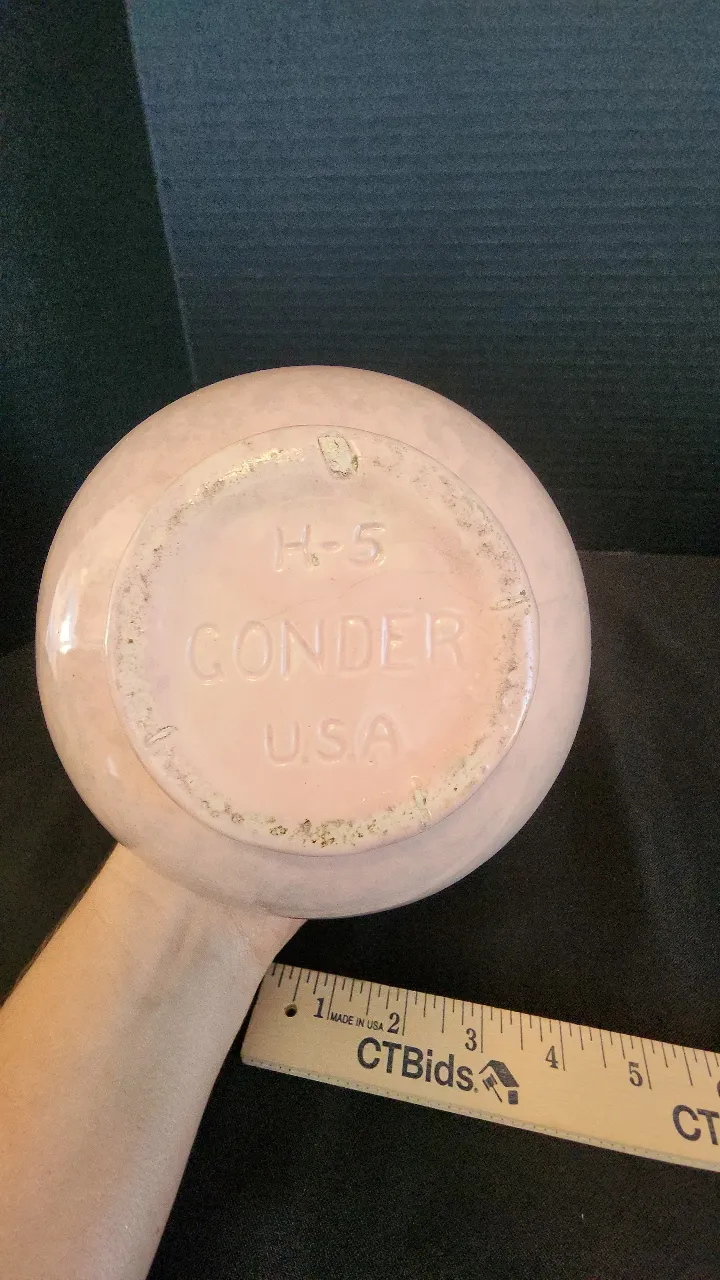 H-5
GONDER
U.S.A
1 MADE IN USA 2 3 4 5
CTBids.
CT